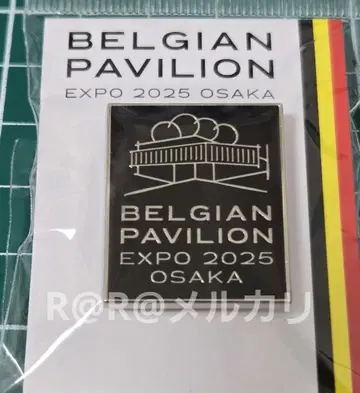 BELGIAN
PAVILION
EXPO 2025 OSAKA
BELGIAN
PAVILION
EXPO 2025
OSAKA
R@R@メルカリ